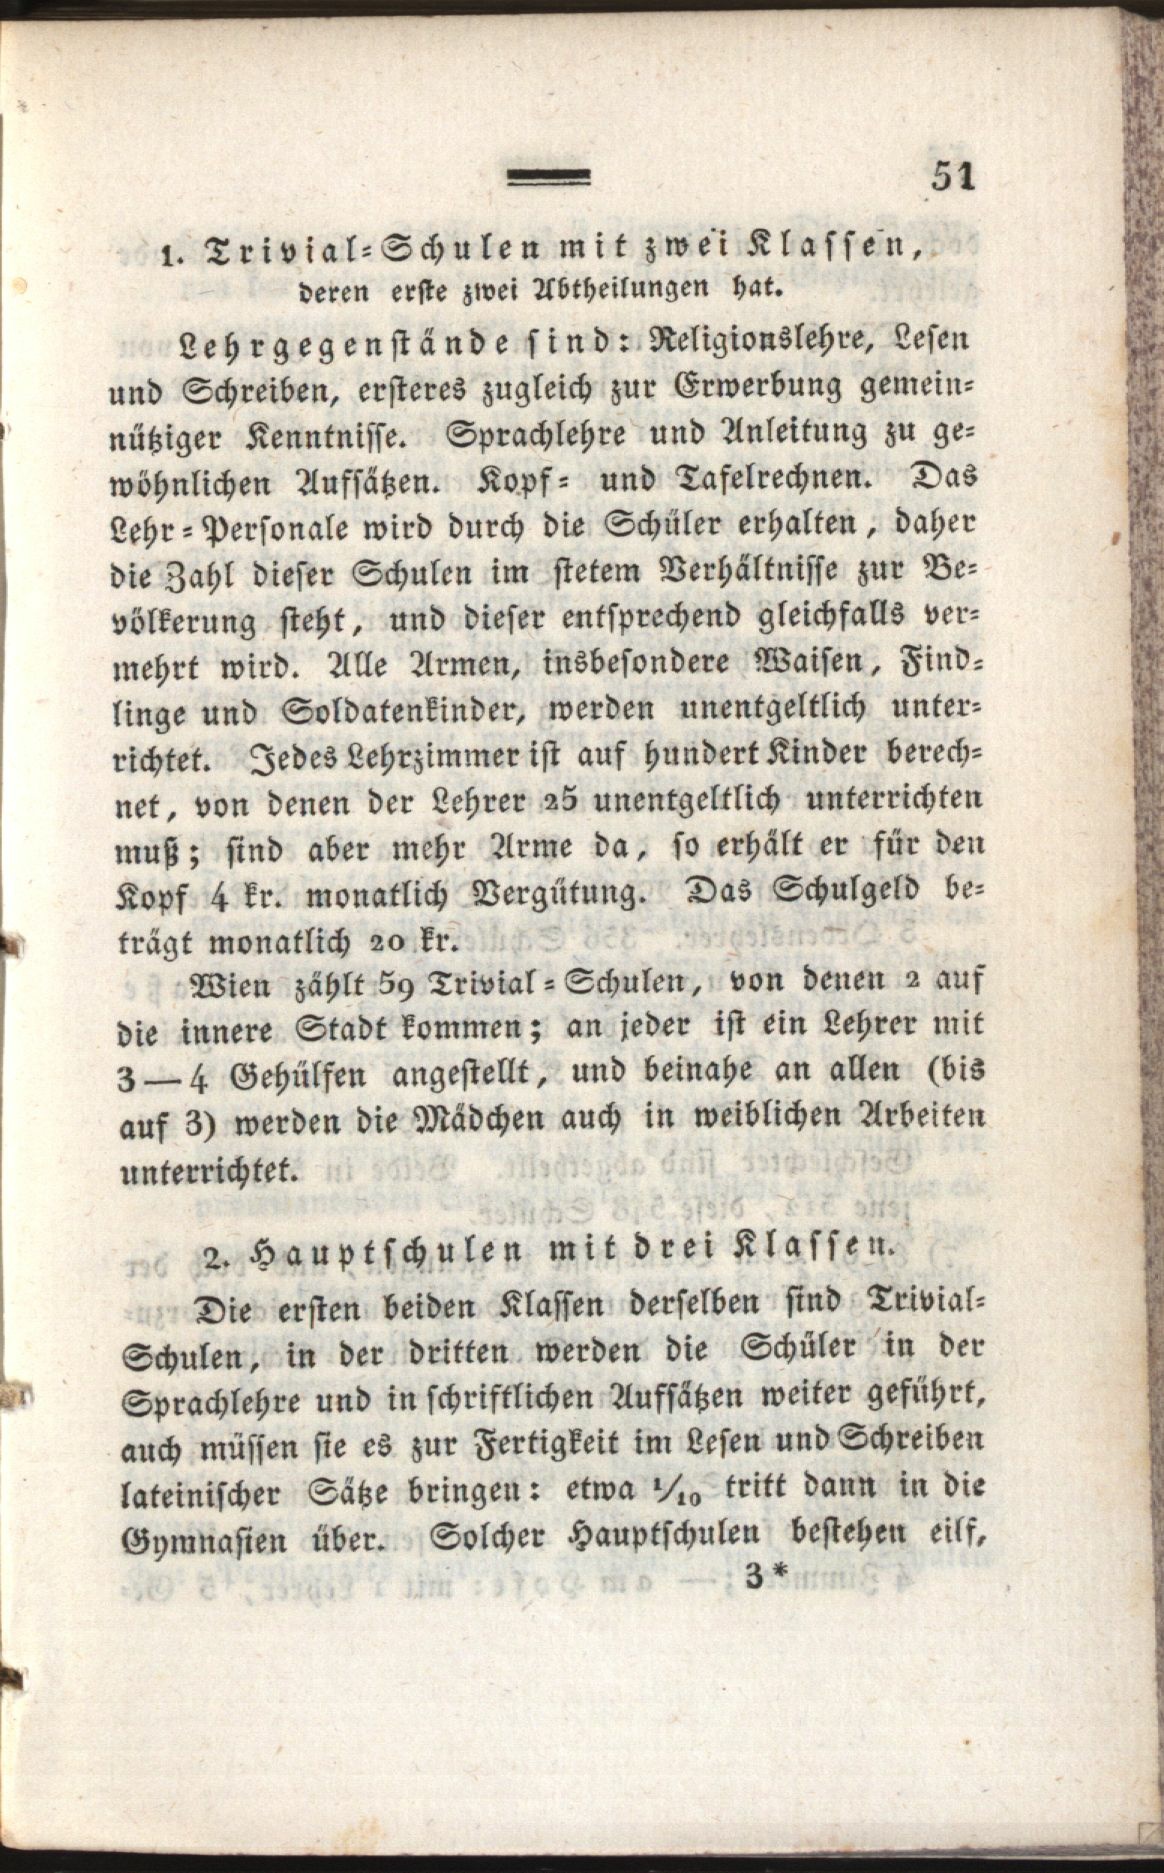 51
1. Trivial-Schulen mit zwei Klassen,
deren erste zwei Abtheilungen hat.
Lehrgegenstände sind: Religionslehre, Lesen
und Schreiben, ersteres zugleich zur Erwerbung gemein-
nütziger Kenntnisse. Sprachlehre und Anleitung zu ge-
wöhnlichen Aufsätzen. Kopf- und Tafelrechnen. Das
Lehr-Personale wird durch die Schüler erhalten, daher
die Zahl dieser Schulen im stetem Verhältnisse zur Be-
völkerung steht, und dieser entsprechend gleichfalls ver-
mehrt wird. Alle Armen, insbesondere Waisen, Find-
linge und Soldatenkinder, werden unentgeltlich unter-
richtet. Jedes Lehrzimmer ist auf hundert Kinder berech-
net, von denen der Lehrer 25 unentgeltlich unterrichten
muß; sind aber mehr Arme da, so erhält er für den
Kopf 4 kr. monatlich Vergütung. Das Schulgeld be-
trägt monatlich 20 kr.
Wien zählt 59 Trivial-Schulen, von denen 2 auf
die innere Stadt kommen; an jeder ist ein Lehrer mit
3—4 Gehülfen angestellt, und beinahe an allen (bis
auf 3) werden die Mädchen auch in weiblichen Arbeiten
unterrichtet.
2. Hauptschulen mit drei Klassen.
Die ersten beiden Klassen derselben sind Trivial-
Schulen, in der dritten werden die Schüler in der
Sprachlehre und in schriftlichen Aufsätzen weiter geführt,
auch müssen sie es zur Fertigkeit im Lesen und Schreiben
lateinischer Sätze bringen: etwa 1/10 tritt dann in die
Gymnasien über. Solcher Hauptschulen bestehen eilf,
3*